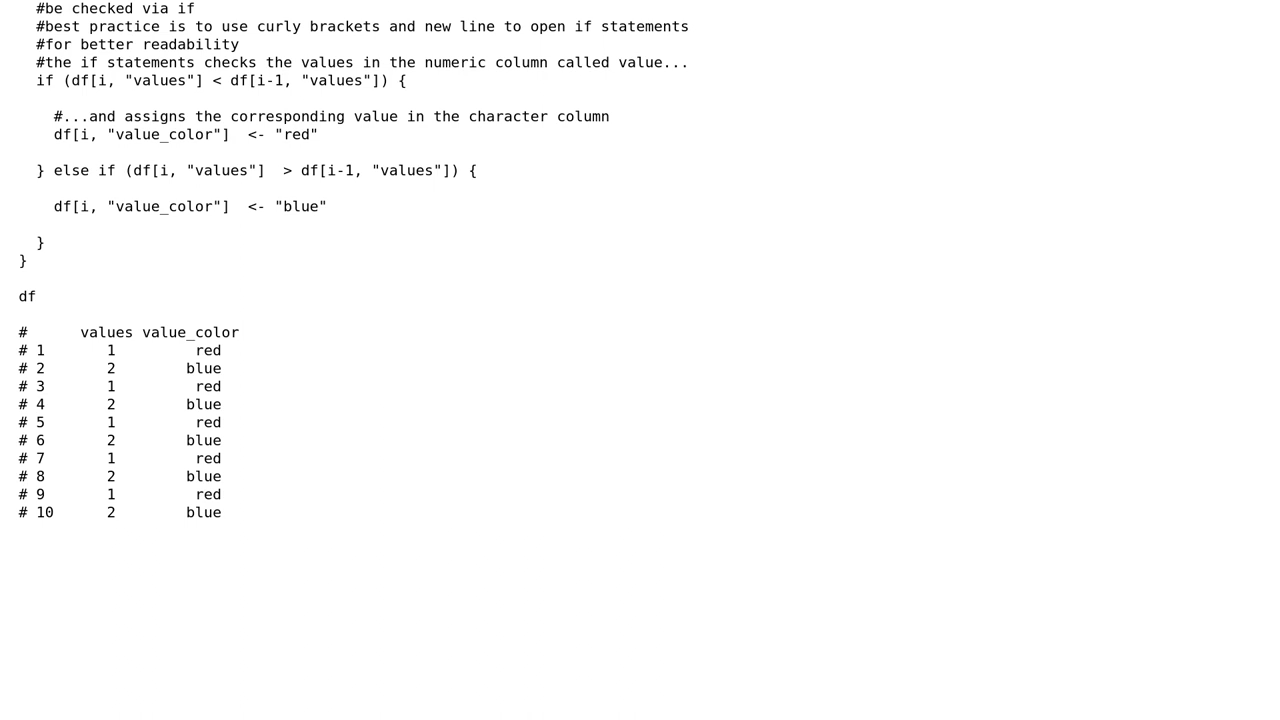 #be checked via if
#best practice is to use curly brackets and new line to open if statements
#for better readability
#the if statements checks the values in the numeric column called value...
if (df[i, "values"] < df[i-1, "values"]) {
#...and assigns the corresponding value in the character column
df[i, "value_color"]  <- "red"
} else if (df[i, "values"]  > df[i-1, "values"]) {
df[i, "value_color"]  <- "blue"
}
}
df
#      values value_color
# 1       1         red
# 2       2        blue
# 3       1         red
# 4       2        blue
# 5       1         red
# 6       2        blue
# 7       1         red
# 8       2        blue
# 9       1         red
# 10      2        blue